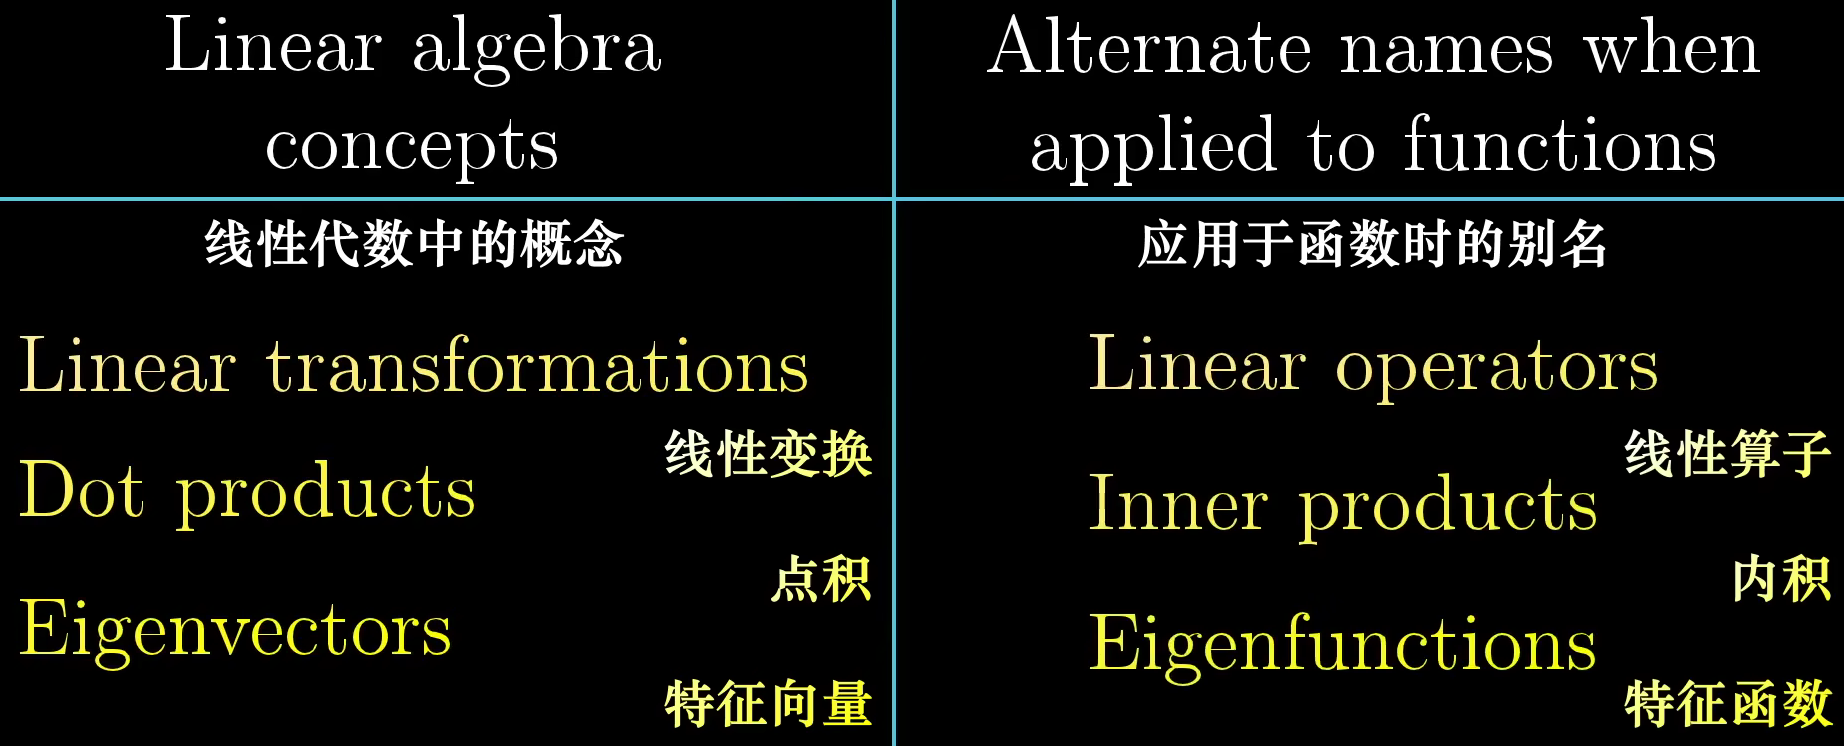 Linear algebra
concepts
线性代数中的概念
Linear transformations
线性变换
Dot products
点积
Eigenvectors
特征向量
Alternate names when
applied to functions
应用于函数时的别名
Linear operators
线性算子
Inner products
内积
Eigenfunctions
特征函数